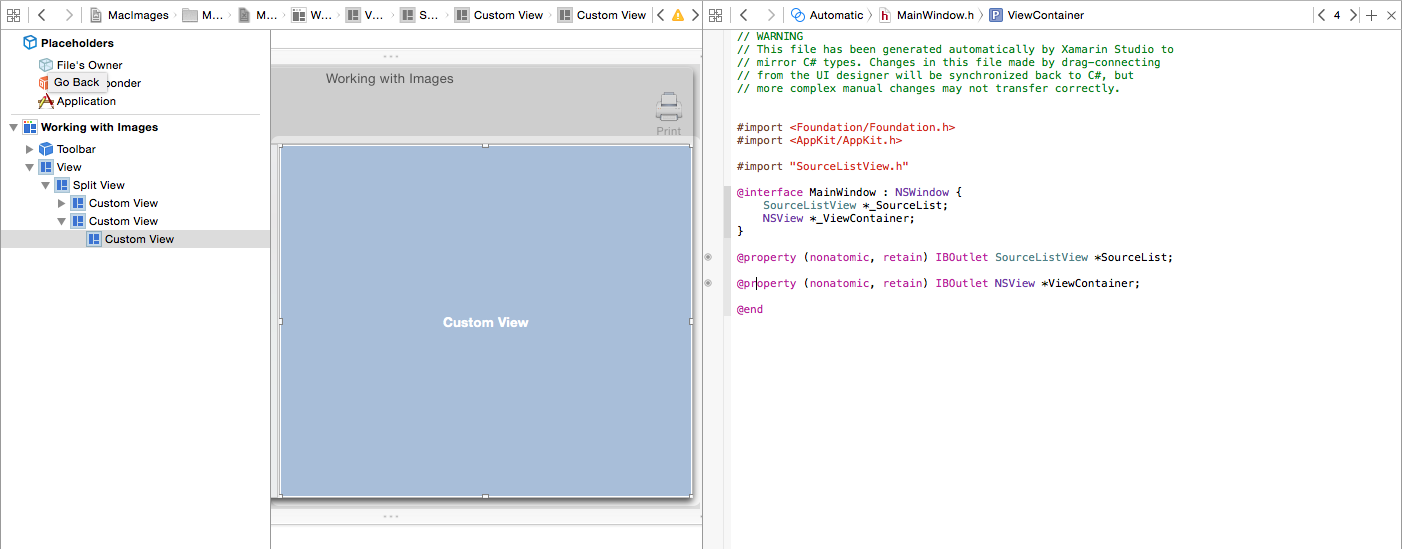 MacImages M... M... W... V... S... Custom View Custom View
Automatic MainWindow.h ViewContainer 4
Placeholders
File's Owner
Go Back ponder
Application
Working with Images
Toolbar
View
Split View
Custom View
Custom View
Custom View
Working with Images
Print
Custom View
// WARNING
// This file has been generated automatically by Xamarin Studio to
// mirror C# types. Changes in this file made by drag-connecting
// from the UI designer will be synchronized back to C#, but
// more complex manual changes may not transfer correctly.
#import <Foundation/Foundation.h>
#import <AppKit/AppKit.h>
#import "SourceListView.h"
@interface MainWindow : NSWindow {
SourceListView *_SourceList;
NSView *_ViewContainer;
}
@property (nonatomic, retain) IBOutlet SourceListView *SourceList;
@property (nonatomic, retain) IBOutlet NSView *ViewContainer;
@end